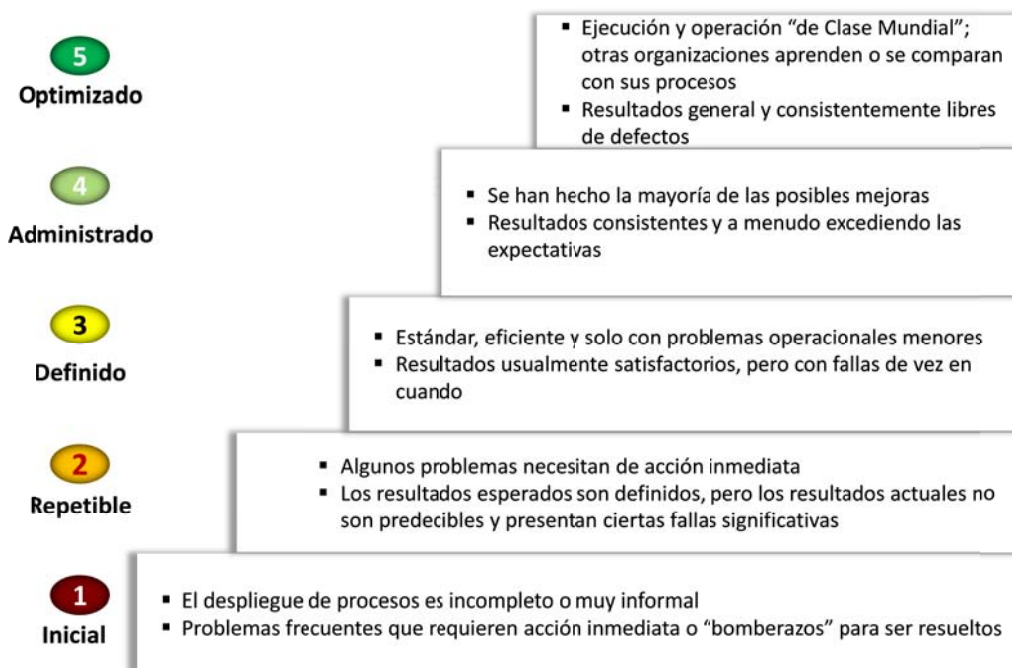 5
Optimizado
▪ Ejecución y operación “de Clase Mundial”;
otras organizaciones aprenden o se comparan
con sus procesos
▪ Resultados general y consistentemente libres
de defectos
4
Administrado
▪ Se han hecho la mayoría de las posibles mejoras
▪ Resultados consistentes y a menudo excediendo las
expectativas
3
Definido
▪ Estándar, eficiente y solo con problemas operacionales menores
▪ Resultados usualmente satisfactorios, pero con fallas de vez en
cuando
2
Repetible
▪ Algunos problemas necesitan de acción inmediata
▪ Los resultados esperados son definidos, pero los resultados actuales no
son predecibles y presentan ciertas fallas significativas
1
Inicial
▪ El despliegue de procesos es incompleto o muy informal
▪ Problemas frecuentes que requieren acción inmediata o “bomberazos” para ser resueltos